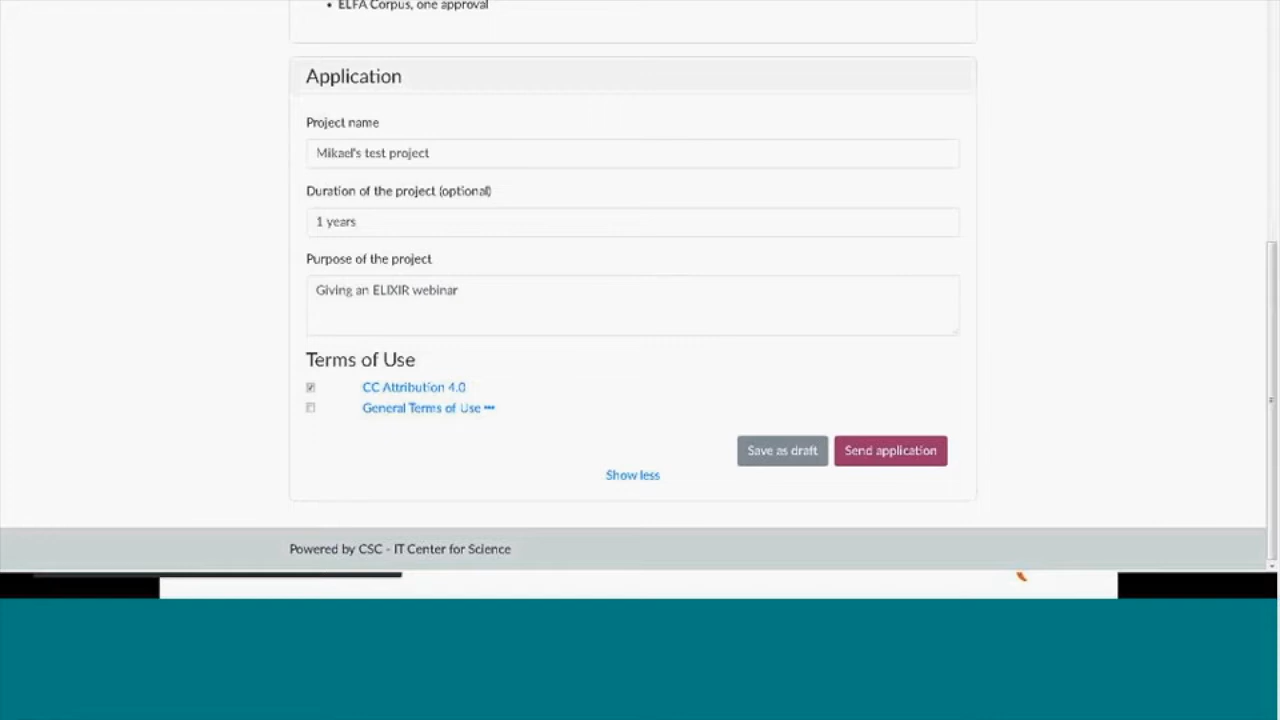 • ELFA Corpus, one approval
Application
Project name
Mikael's test project
Duration of the project (optional)
1 years
Purpose of the project
Giving an ELIXIR webinar
Terms of Use
CC Attribution 4.0
General Terms of Use •••
Save as draft
Send application
Show less
Powered by CSC - IT Center for Science